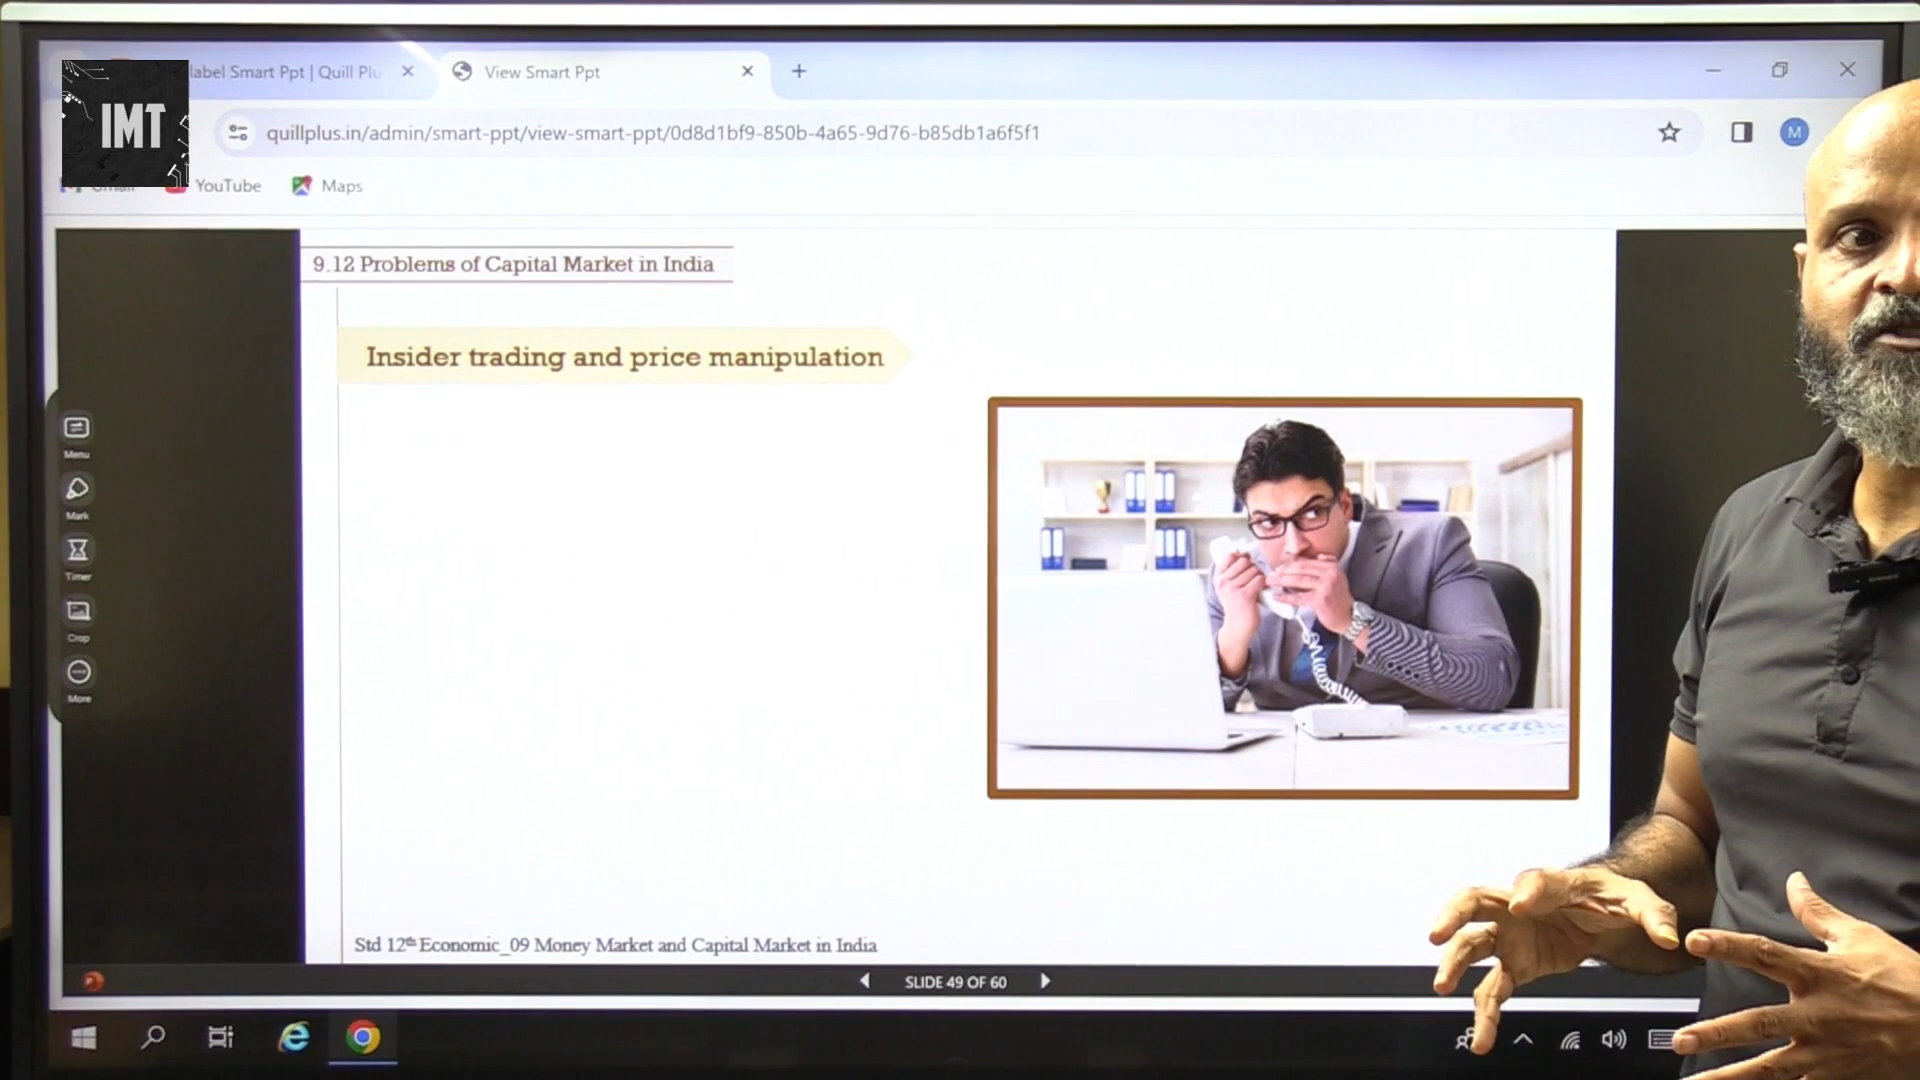 label Smart Ppt | Quill Plu
View Smart Ppt
IMT
quillplus.in/admin/smart-ppt/view-smart-ppt/0d8d1bf9-850b-4a65-9d76-b85db1a6f5f1
M
Gmail
YouTube
Maps
9.12 Problems of Capital Market in India
Insider trading and price manipulation
Menu
Mark
Timer
Crop
More
Std 12th Economic_09 Money Market and Capital Market in India
SLIDE 49 OF 60